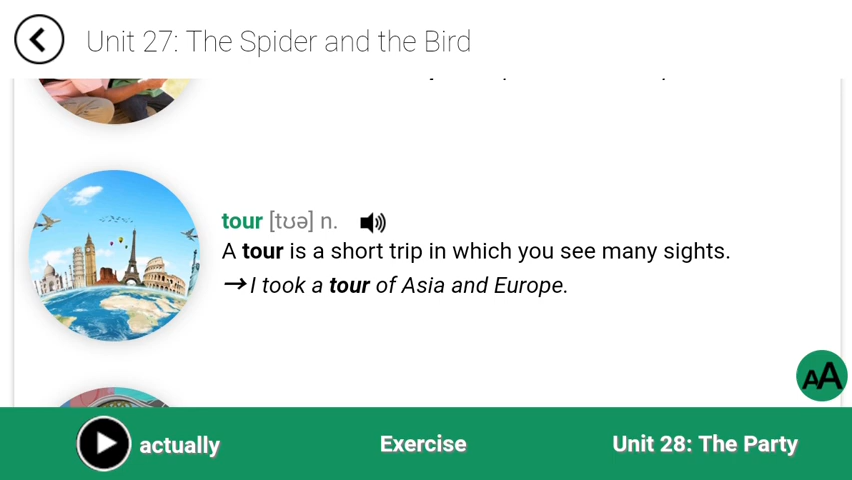 Unit 27: The Spider and the Bird
tour [tʊə] n.
A tour is a short trip in which you see many sights.
→ I took a tour of Asia and Europe.
AA
actually
Exercise
Unit 28: The Party